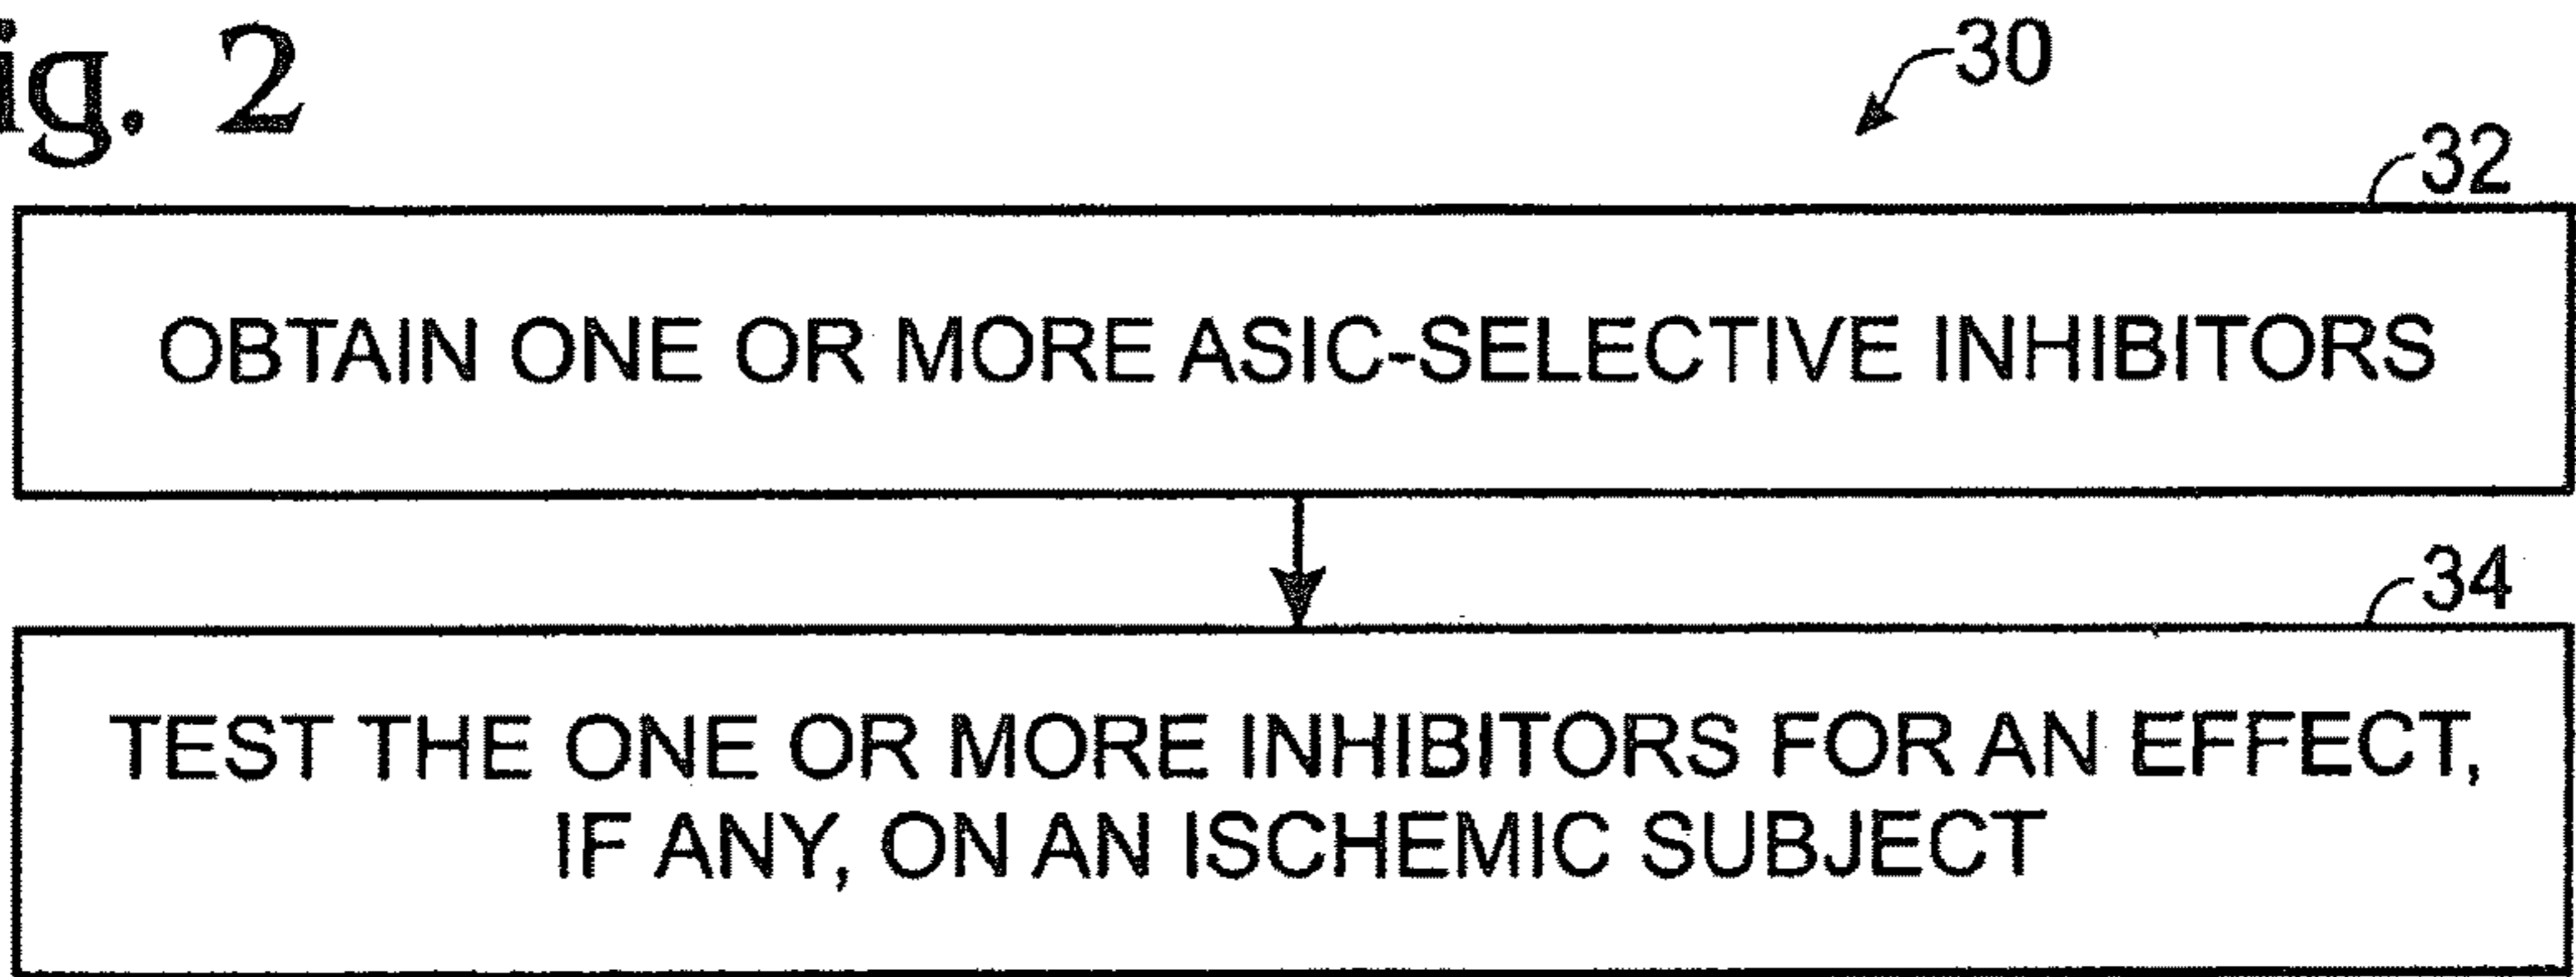 ig. 2
30
32
OBTAIN ONE OR MORE ASIC-SELECTIVE INHIBITORS
34
TEST THE ONE OR MORE INHIBITORS FOR AN EFFECT,
IF ANY, ON AN ISCHEMIC SUBJECT